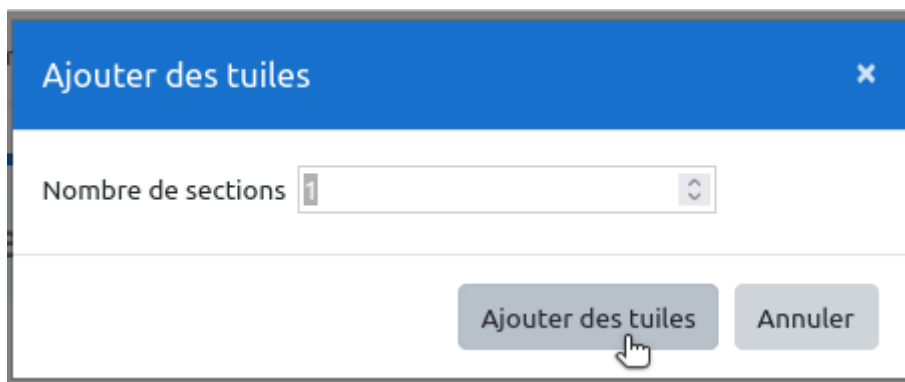 Ajouter des tuiles ×
Nombre de sections 1
Ajouter des tuiles Annuler